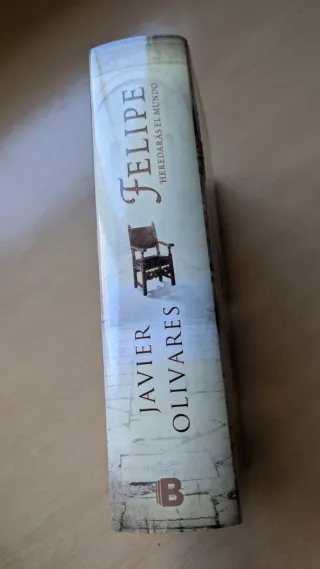 FELIPE
HEREDARÁS EL MUNDO
JAVIER
OLIVARES
B